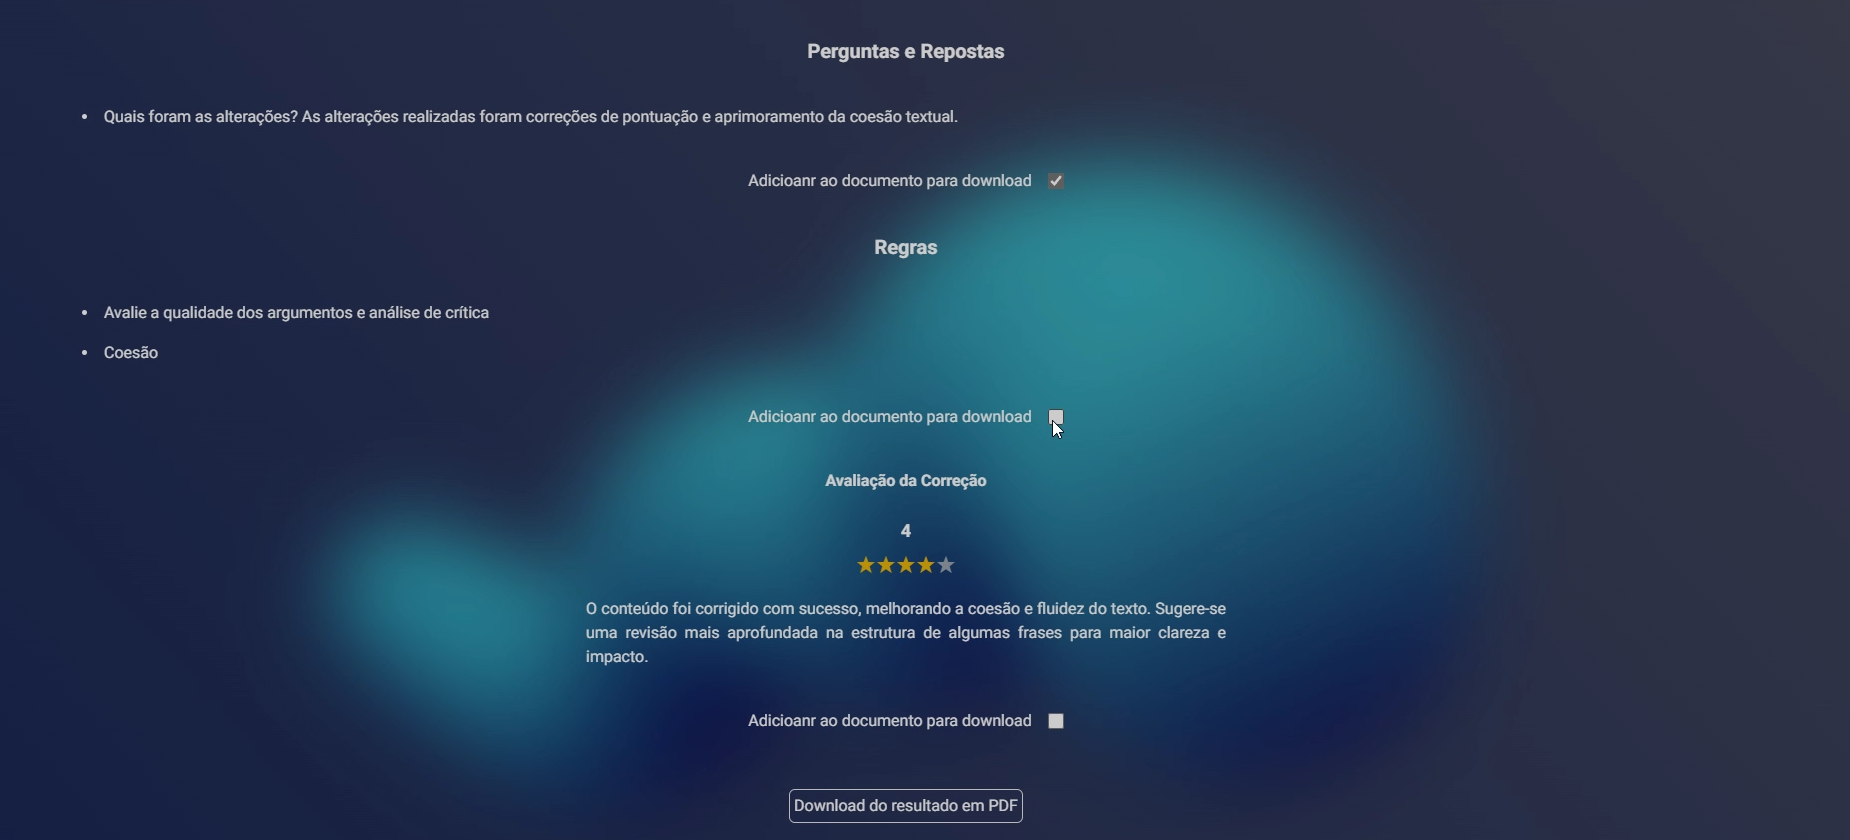 Perguntas e Repostas
• Quais foram as alterações? As alterações realizadas foram correções de pontuação e aprimoramento da coesão textual.
Adicioanr ao documento para download
Regras
• Avalie a qualidade dos argumentos e análise de crítica
• Coesão
Adicioanr ao documento para download
Avaliação da Correção
4
O conteúdo foi corrigido com sucesso, melhorando a coesão e fluidez do texto. Sugere-se
uma revisão mais aprofundada na estrutura de algumas frases para maior clareza e
impacto.
Adicioanr ao documento para download
Download do resultado em PDF